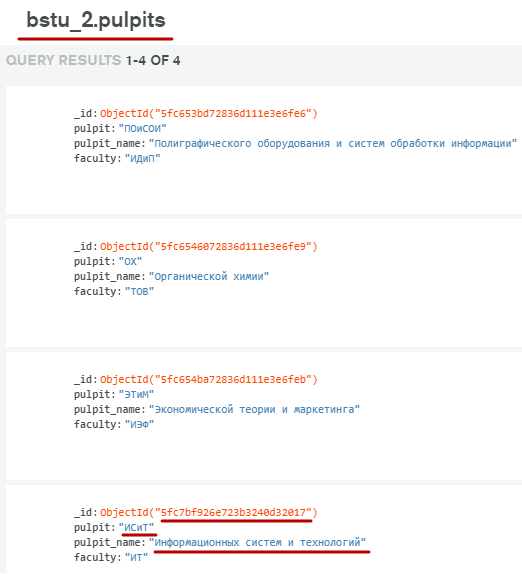 bstu_2.pulpits
QUERY RESULTS 1-4 OF 4
_id: ObjectId("5fc653bd72836d111e3e6fe6")
pulpit: "ПОиСОИ"
pulpit_name: "Полиграфического оборудования и систем обработки информации"
faculty: "ИДиП"
_id: ObjectId("5fc6546072836d111e3e6fe9")
pulpit: "ОХ"
pulpit_name: "Органической химии"
faculty: "ТОВ"
_id: ObjectId("5fc654ba72836d111e3e6feb")
pulpit: "ЭТиМ"
pulpit_name: "Экономической теории и маркетинга"
faculty: "ИЭФ"
_id: ObjectId("5fc7bf926e723b3240d32017")
pulpit: "ИСиТ"
pulpit_name: "Информационных систем и технологий"
faculty: "ИТ"